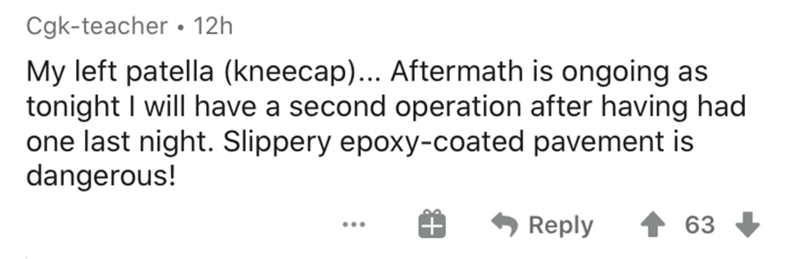 Cgk-teacher • 12h
My left patella (kneecap)... Aftermath is ongoing as
tonight I will have a second operation after having had
one last night. Slippery epoxy-coated pavement is
dangerous!
... Reply 63